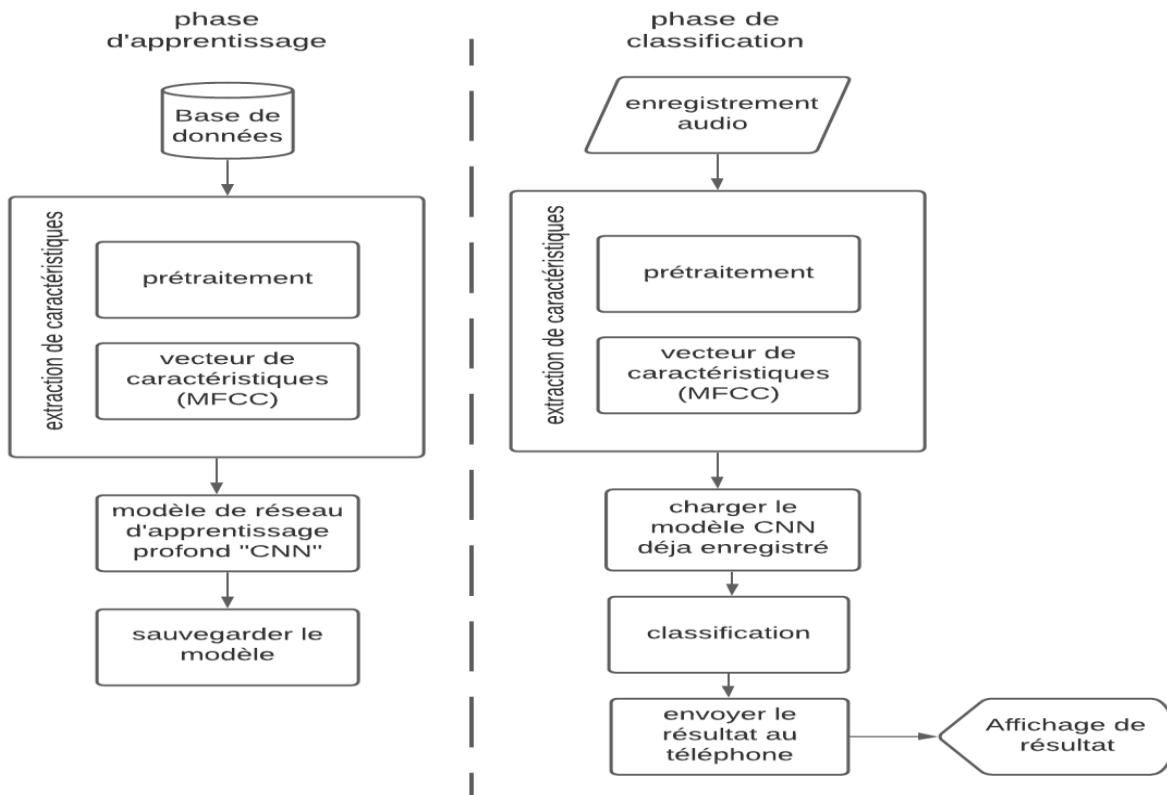 phase
d'apprentissage
Base de
données
extraction de caractéristiques
prétraitement
vecteur de
caractéristiques
(MFCC)
modèle de réseau
d'apprentissage
profond "CNN"
sauvegarder le
modèle
phase de
classification
enregistrement
audio
extraction de caractéristiques
prétraitement
vecteur de
caractéristiques
(MFCC)
charger le
modèle CNN
déja enregistré
classification
envoyer le
résultat au
téléphone
Affichage de
résultat